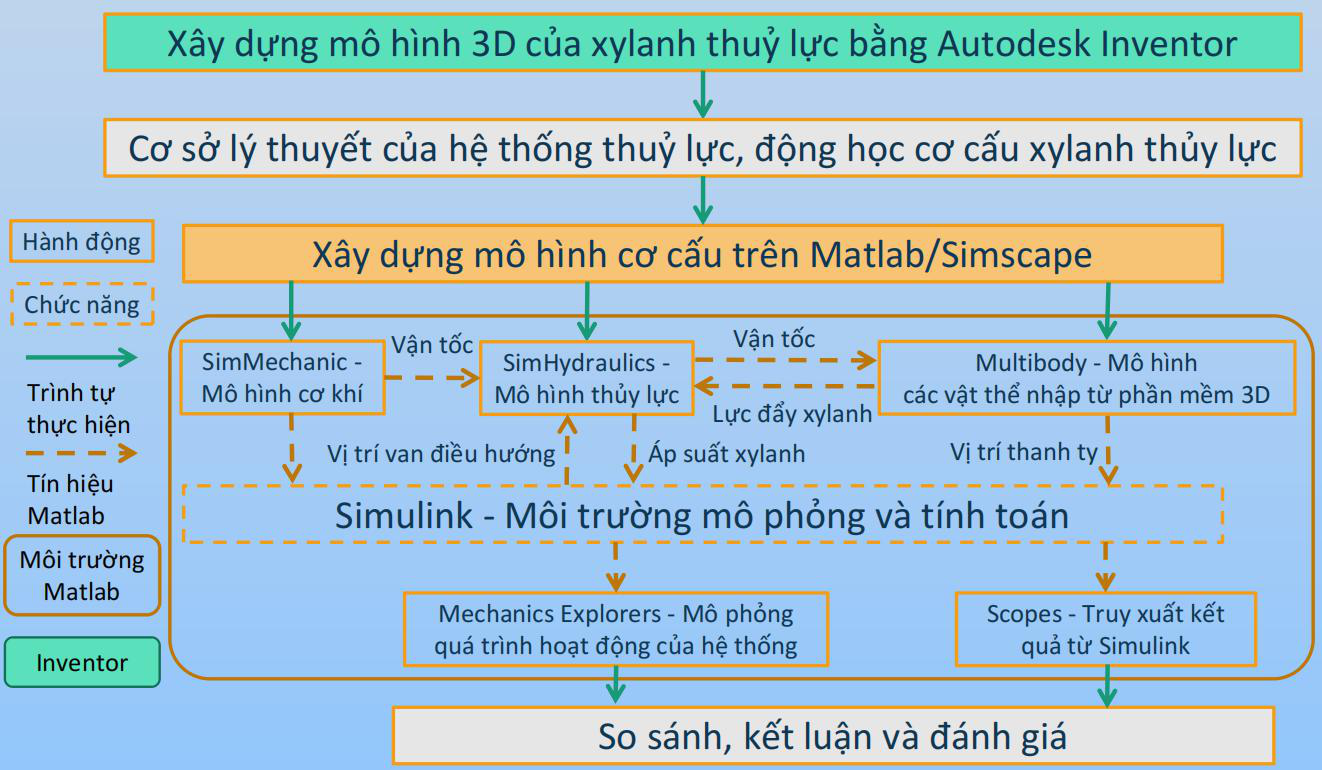 Xây dựng mô hình 3D của xylanh thuỷ lực bằng Autodesk Inventor
Cơ sở lý thuyết của hệ thống thuỷ lực, động học cơ cấu xylanh thủy lực
Xây dựng mô hình cơ cấu trên Matlab/Simscape
Hành động
Chức năng
Trình tự
thực hiện
Tín hiệu
Matlab
Môi trường
Matlab
Inventor
SimMechanic -
Mô hình cơ khí
Vận tốc
SimHydraulics -
Mô hình thủy lực
Vận tốc
Lực đẩy xylanh
Multibody - Mô hình
các vật thể nhập từ phần mềm 3D
Vị trí van điều hướng
Áp suất xylanh
Vị trí thanh ty
Simulink - Môi trường mô phỏng và tính toán
Mechanics Explorers - Mô phỏng
quá trình hoạt động của hệ thống
Scopes - Truy xuất kết
quả từ Simulink
So sánh, kết luận và đánh giá